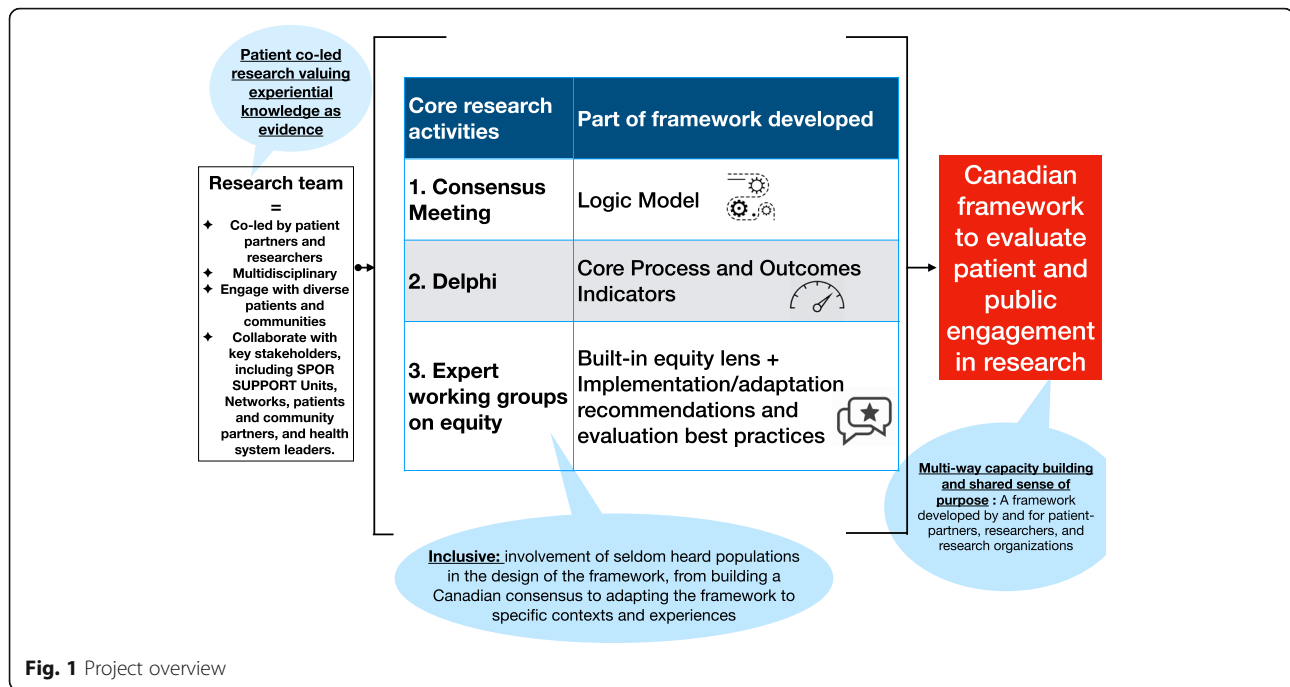 Patient co-led
research valuing
experiential
knowledge as
evidence
Research team
=
✦ Co-led by patient
partners and
researchers
✦ Multidisciplinary
✦ Engage with diverse
patients and
communities
✦ Collaborate with
key stakeholders,
including SPOR
SUPPORT Units,
Networks, patients
and community
partners, and health
system leaders.
Core research
activities
Part of framework developed
1. Consensus
Meeting
Logic Model
2. Delphi
Core Process and Outcomes
Indicators
3. Expert
working groups
on equity
Built-in equity lens +
Implementation/adaptation
recommendations and
evaluation best practices
Inclusive: involvement of seldom heard populations
in the design of the framework, from building a
Canadian consensus to adapting the framework to
specific contexts and experiences
Canadian
framework
to evaluate
patient and
public
engagement
in research
Multi-way capacity building
and shared sense of
purpose : A framework
developed by and for patient-
partners, researchers, and
research organizations
Fig. 1 Project overview